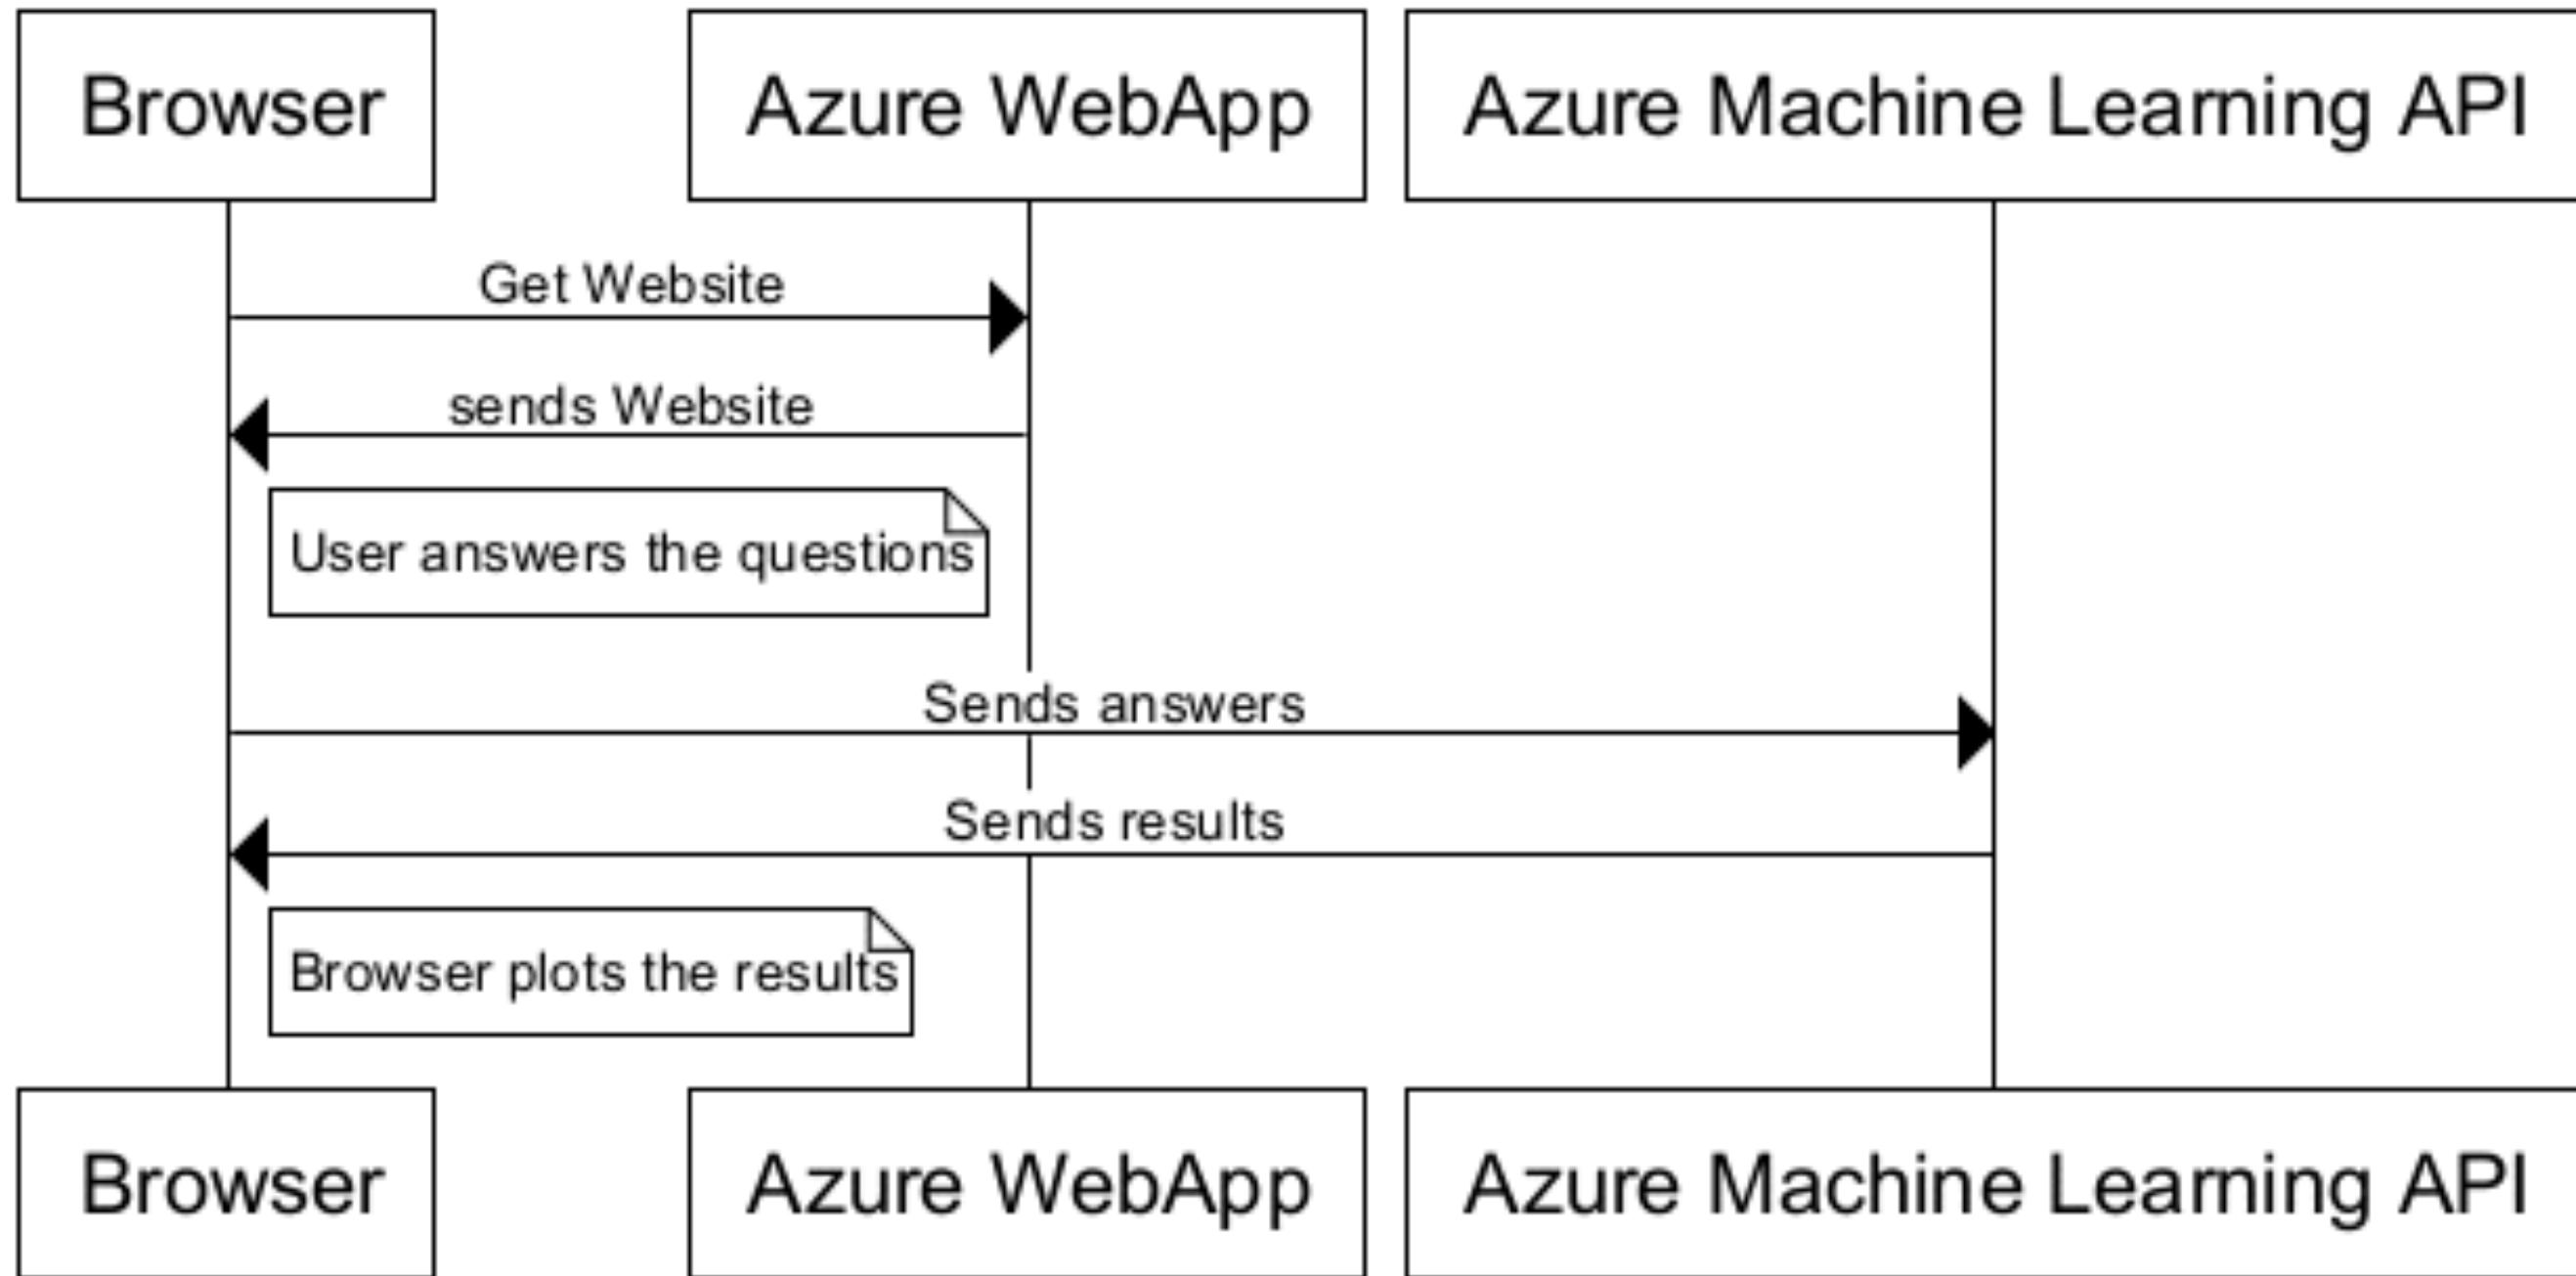 Browser
Azure WebApp
Azure Machine Learning API
Get Website
sends Website
User answers the questions
Sends answers
Sends results
Browser plots the results
Browser
Azure WebApp
Azure Machine Learning API